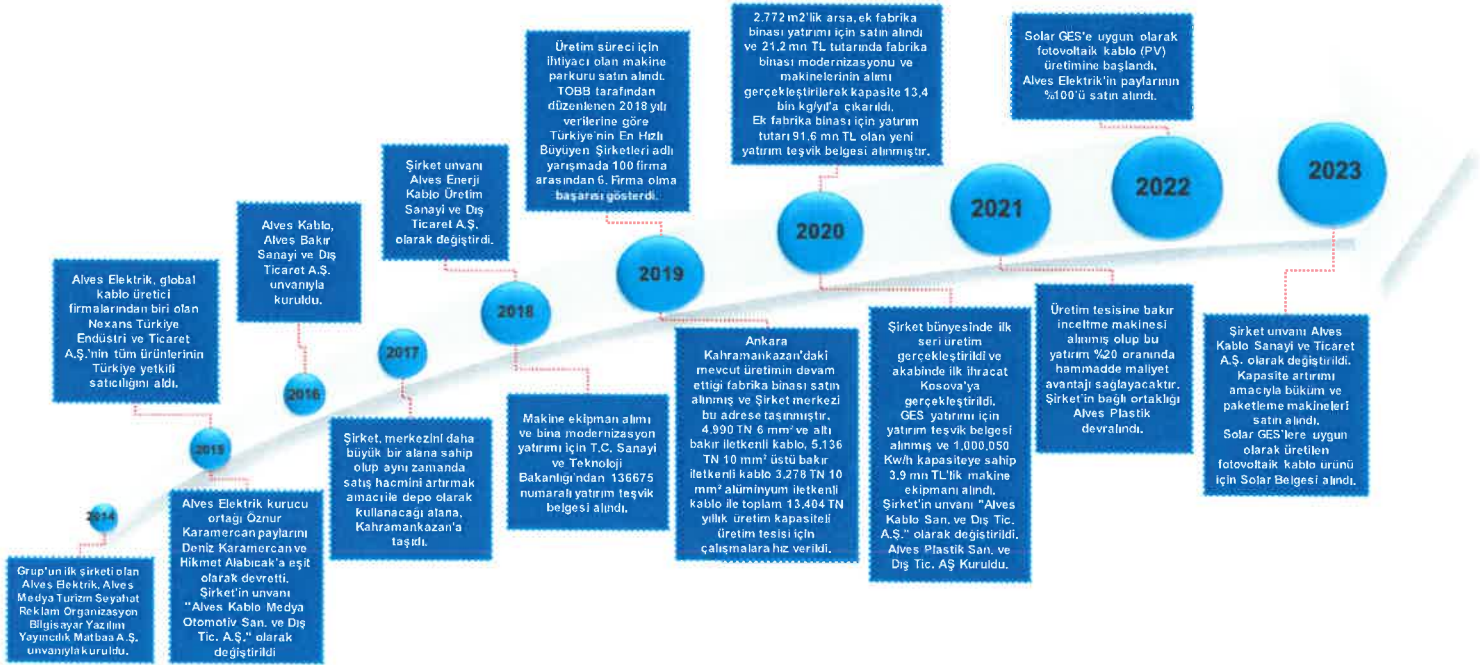 2014
Grup'un ilk şirketi olan
Alves Elektrik, Alves
Medya Turizm Seyahat
Reklam Organizasyon
Bilgisayar Yazılım
Yayıncılık Matbaa A.Ş.
unvanıyla kuruldu.
Alves Elektrik, global
kablo üretici
firmalarından biri olan
Nexans Türkiye
Endüstri ve Ticaret
A.Ş.'nin tüm ürünlerinin
Türkiye yetkili
satıcılığını aldı.
2015
Alves Elektrik kurucu
ortağı Öznur
Karamercan paylarını
Deniz Karamercan ve
Hikmet Alabıcak'a eşit
olarak devretti.
Şirket'in unvanı
"Alves Kablo Medya
Otomotiv San. ve Dış
Tic. A.Ş." olarak
değiştirildi
Alves Kablo,
Alves Bakır
Sanayi ve Dış
Ticaret A.Ş.
unvanıyla
kuruldu.
2016
2017
Şirket, merkezini daha
büyük bir alana sahip
olup aynı zamanda
satış hacmini artırmak
amacı ile depo olarak
kullanacağı alana,
Kahramankazan'a
taşıdı.
Şirket unvanı
Alves Enerji
Kablo Üretim
Sanayi ve Dış
Ticaret A.Ş.
olarak değiştirdi.
2018
Makine ekipman alımı
ve bina modernizasyon
yatırımı için T.C. Sanayi
ve Teknoloji
Bakanlığı'ndan 136675
numaralı yatırım teşvik
belgesi alındı.
Üretim süreci için
ihtiyacı olan makine
parkuru satın alındı.
TOBB tarafından
düzenlenen 2018 yılı
verilerine göre
Türkiye'nin En Hızlı
Büyüyen Şirketleri adlı
yarışmada 100 firma
arasından 6. Firma olma
başarısı gösterdi.
2019
Ankara
Kahramankazan'daki
mevcut üretimin devam
ettigi fabrika binası satın
alınmış ve Şirket merkezi
bu adrese taşınmıştır.
4.990 TN 6 mm² ve altı
bakır iletkenli kablo, 5,136
TN 10 mm² üstü bakır
iletkenli kablo 3,278 TN 10
mm² alüminyum iletkenli
kablo ile toplam 13,404 TN
yıllık üretim kapasiteli
üretim tesisi için
çalışmalara hız verildi.
2.772 m2'lik arsa, ek fabrika
binası yatırımı için satın alındı
ve 21.2 mn TL tutarında fabrika
binası modernizasyonu ve
makinelerinin alımı
gerçekleştirilerek kapasite 13,4
bin kg/yıl'a çıkarıldı.
Ek fabrika binası için yatırım
tutarı 91.6 mn TL olan yeni
yatırım teşvik belgesi alınmıştır.
2020
Şirket bünyesinde ilk
seri üretim
gerçekleştirildi ve
akabinde ilk ihracat
Kosova'ya
gerçekleştirildi.
GES yatırımı için
yatırım teşvik belgesi
alınmış ve 1,000,050
Kw/h kapasiteye sahip
3.9 mn TL'lik makine
ekipmanı alındı.
Şirket'in unvanı "Alves
Kablo San. ve Dış Tic.
A.Ş." olarak değiştirildi.
Alves Plastik San. ve
Dış Tic. AŞ Kuruldu.
2021
Üretim tesisine bakır
inceltme makinesi
alınmış olup bu
yatırım %20 oranında
hammadde maliyet
avantajı sağlayacaktır.
Şirket'in bağlı ortaklığı
Alves Plastik
devralındı.
Solar GES'e uygun olarak
fotovoltaik kablo (PV)
üretimine başlandı.
Alves Elektrik'in paylarının
%100'ü satın alındı.
2022
2023
Şirket unvanı Alves
Kablo Sanayi ve Ticaret
A.Ş. olarak değiştirildi.
Kapasite artırımı
amacıyla büküm ve
paketleme makineleri
satın alındı.
Solar GES'lere uygun
olarak üretilen
fotovoltaik kablo ürünü
için Solar Belgesi alındı.